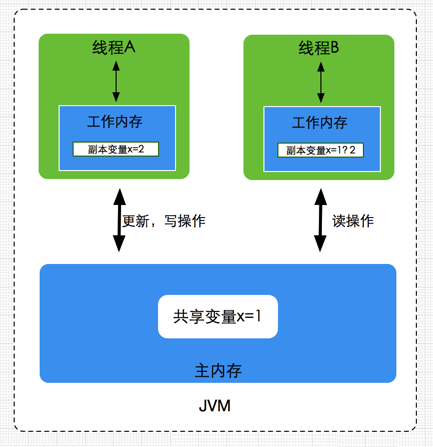 线程A
线程B
工作内存
工作内存
副本变量x=2
副本变量x=1? 2
更新，写操作
读操作
共享变量x=1
主内存
JVM